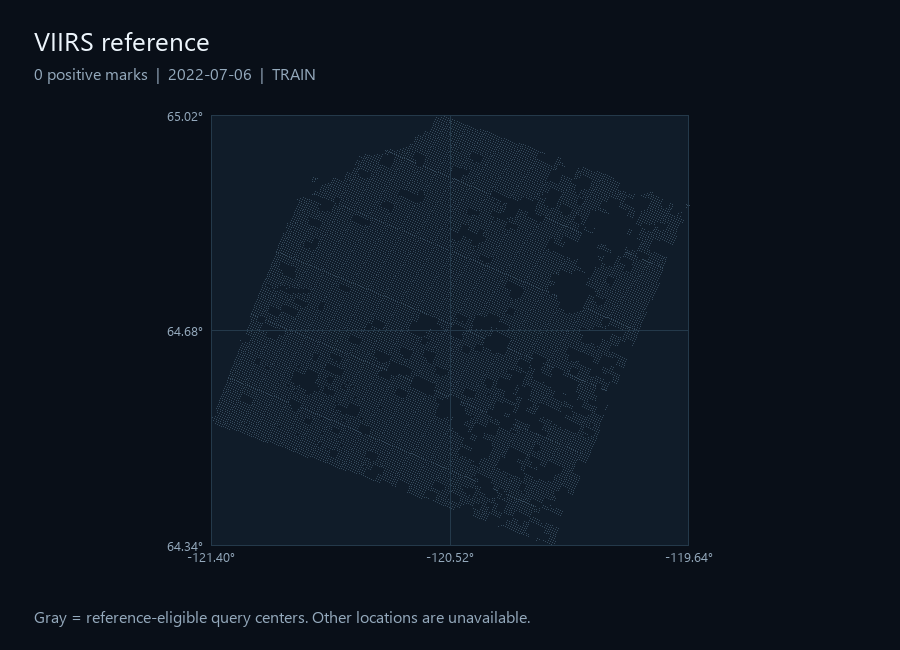 VIIRS reference
0 positive marks | 2022-07-06 | TRAIN
65.02°
64.68°
64.34°
-121.40°
-120.52°
-119.64°
Gray = reference-eligible query centers. Other locations are unavailable.